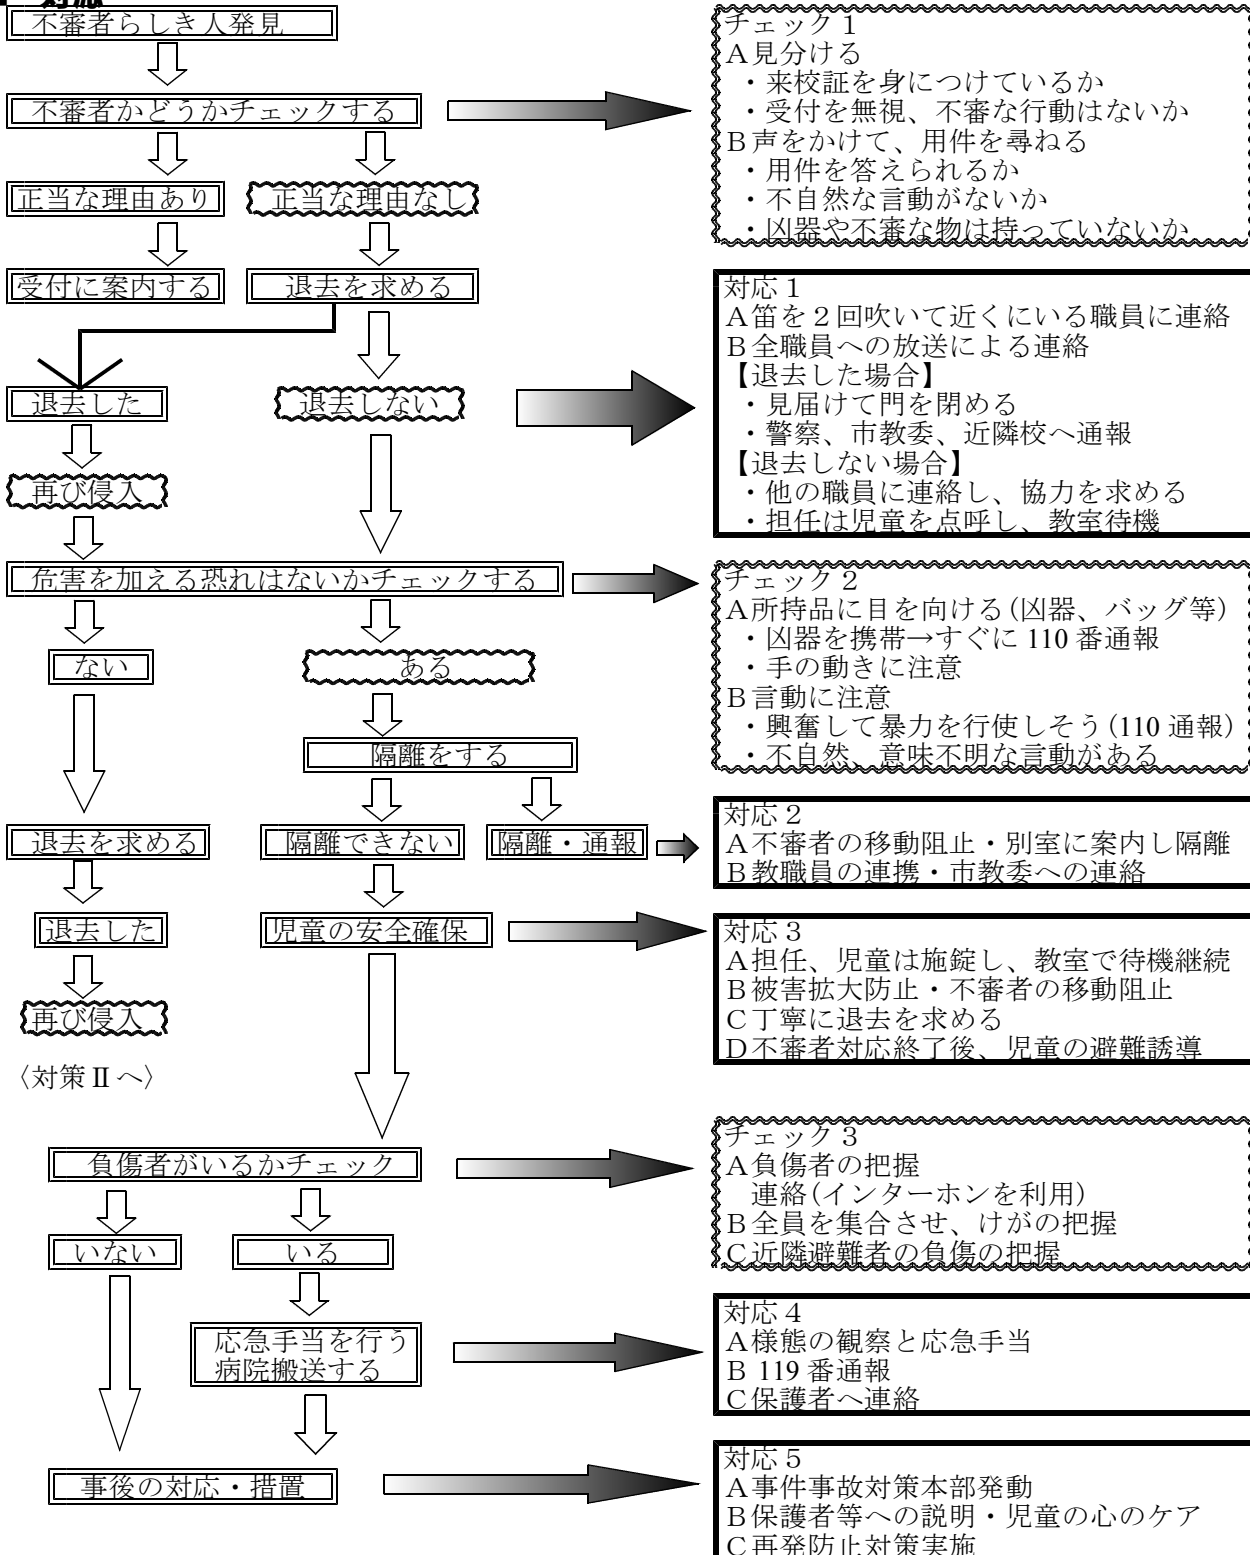 対応
不審者らしき人発見
不審者かどうかチェックする
正当な理由あり
正当な理由なし
受付に案内する
退去を求める
退去した
退去しない
再び侵入
危害を加える恐れはないかチェックする
ない
ある
隔離をする
退去を求める
隔離できない
隔離・通報
退去した
児童の安全確保
再び侵入
〈対策Ⅱへ〉
負傷者がいるかチェック
いない
いる
応急手当を行う
病院搬送する
事後の対応・措置
チェック1
A見分ける
・来校証を身につけているか
・受付を無視、不審な行動はないか
B声をかけて、用件を尋ねる
・用件を答えられるか
・不自然な言動がないか
・凶器や不審な物は持っていないか
対応1
A笛を2回吹いて近くにいる職員に連絡
B全職員への放送による連絡
【退去した場合】
・見届けて門を閉める
・警察、市教委、近隣校へ通報
【退去しない場合】
・他の職員に連絡し、協力を求める
・担任は児童を点呼し、教室待機
チェック2
A所持品に目を向ける(凶器、バッグ等)
・凶器を携帯→すぐに 110 番通報
・手の動きに注意
B言動に注意
・興奮して暴力を行使しそう(110 通報)
・不自然、意味不明な言動がある
対応2
A不審者の移動阻止・別室に案内し隔離
B教職員の連携・市教委への連絡
対応3
A担任、児童は施錠し、教室で待機継続
B被害拡大防止・不審者の移動阻止
C丁寧に退去を求める
D不審者対応終了後、児童の避難誘導
チェック3
A負傷者の把握
連絡(インターホンを利用)
B全員を集合させ、けがの把握
C近隣避難者の負傷の把握
対応4
A様態の観察と応急手当
B 119 番通報
C保護者へ連絡
対応5
A事件事故対策本部発動
B保護者等への説明・児童の心のケア
C再発防止対策実施